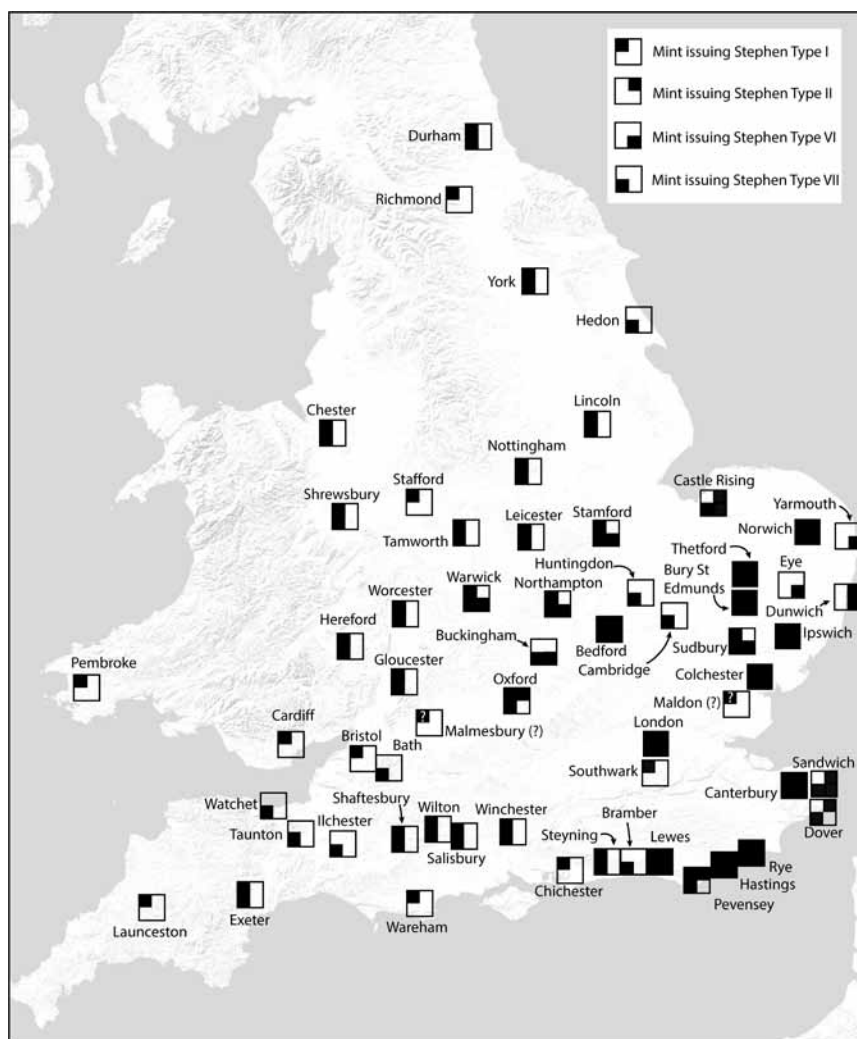 Mint issuing Stephen Type I
Mint issuing Stephen Type II
Mint issuing Stephen Type VI
Mint issuing Stephen Type VII
Durham
Richmond
York
Hedon
Chester
Lincoln
Nottingham
Stafford
Castle Rising
Yarmouth
Shrewsbury
Tamworth
Leicester
Stamford
Norwich
Thetford
Bury St
Edmunds
Eye
Huntingdon
Warwick
Northampton
Worcester
Dunwich
Hereford
Buckingham
Bedford
Cambridge
Sudbury
Ipswich
Pembroke
Gloucester
Oxford
Colchester
Maldon (?)
?
?
Malmesbury (?)
Cardiff
Bristol
Bath
London
Southwark
Sandwich
Canterbury
Dover
Watchet
Taunton
Ilchester
Shaftesbury
Wilton
Salisbury
Winchester
Steyning
Bramber
Lewes
Rye
Hastings
Pevensey
Chichester
Launceston
Exeter
Wareham